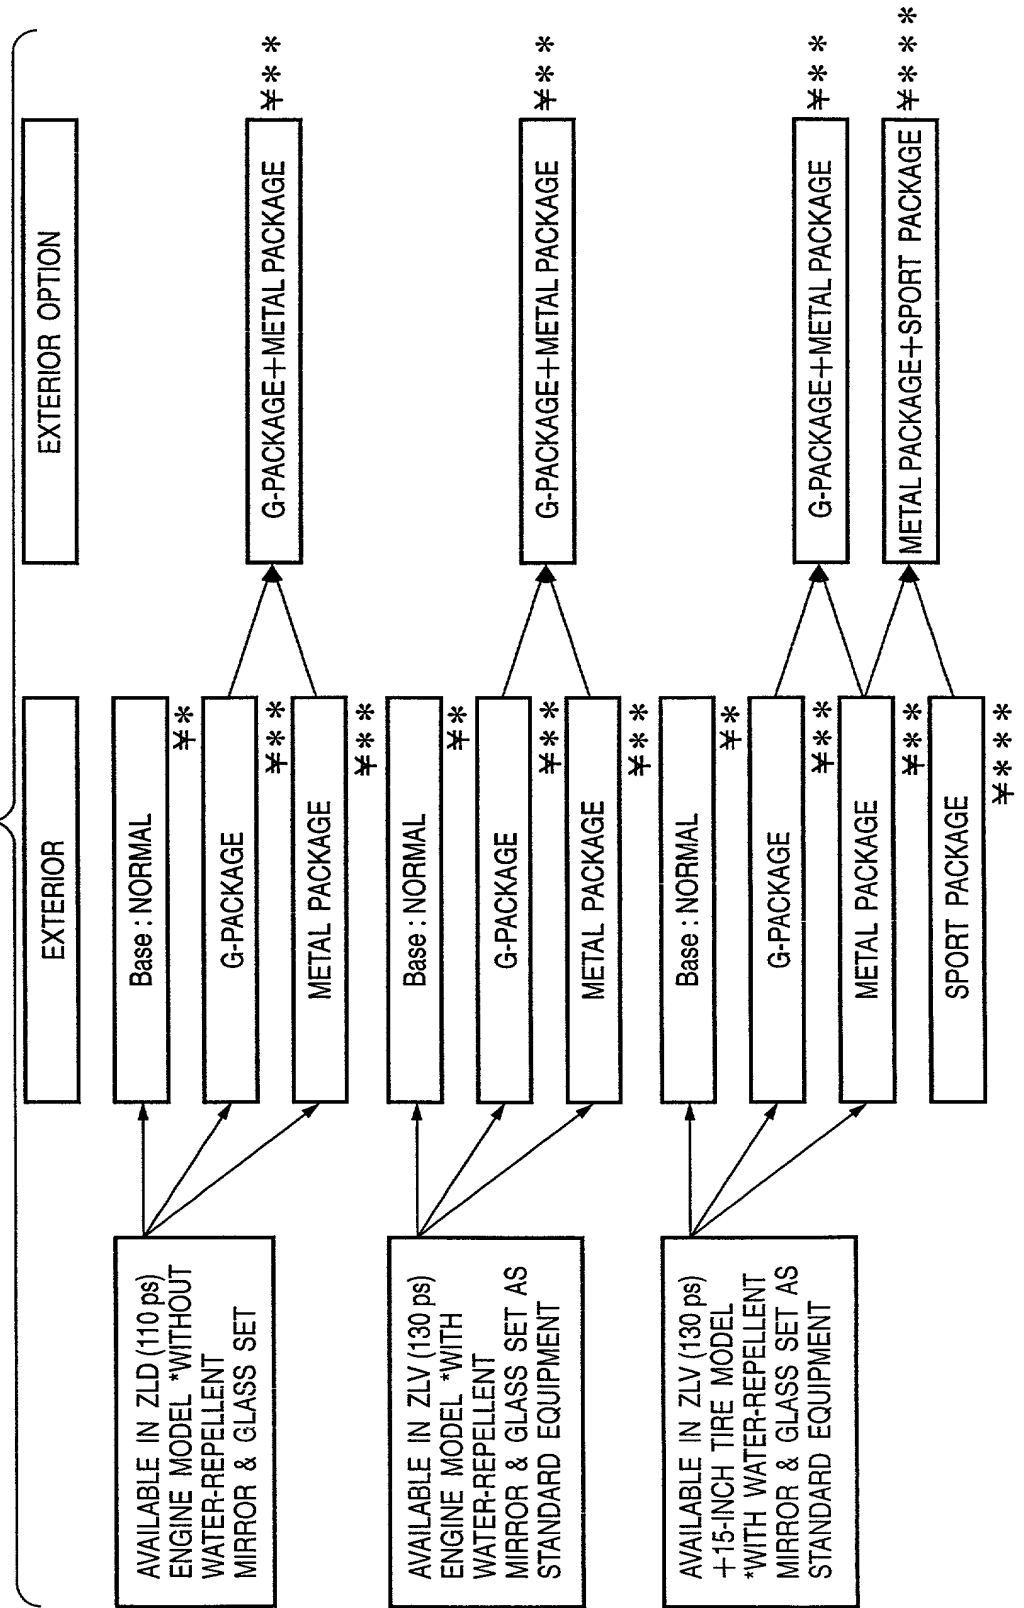 EXTERIOR
EXTERIOR OPTION
AVAILABLE IN ZLD (110 ps)
ENGINE MODEL *WITHOUT
WATER-REPELLENT
MIRROR & GLASS SET
Base : NORMAL
¥**
G-PACKAGE
¥***
METAL PACKAGE
¥***
G-PACKAGE+METAL PACKAGE
¥***
AVAILABLE IN ZLV (130 ps)
ENGINE MODEL *WITH
WATER-REPELLENT
MIRROR & GLASS SET AS
STANDARD EQUIPMENT
Base : NORMAL
¥**
G-PACKAGE
¥***
METAL PACKAGE
¥***
G-PACKAGE+METAL PACKAGE
¥***
AVAILABLE IN ZLV (130 ps)
+15-INCH TIRE MODEL
*WITH WATER-REPELLENT
MIRROR & GLASS SET AS
STANDARD EQUIPMENT
Base : NORMAL
¥**
G-PACKAGE
¥***
METAL PACKAGE
¥***
SPORT PACKAGE
¥****
G-PACKAGE+METAL PACKAGE
¥***
METAL PACKAGE+SPORT PACKAGE
¥****